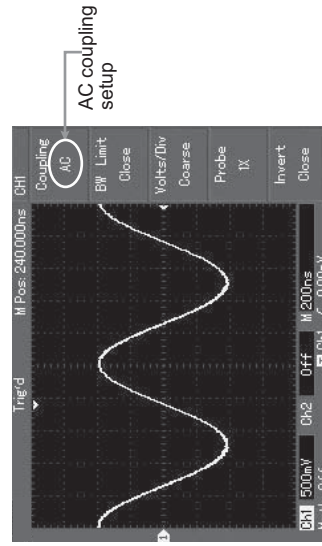 Trig'd
M Pos: 240.000ns
CH1
Coupling
AC
BW Limit
Close
Volts/Div
Coarse
Probe
1X
Invert
Close
1
Ch1 500mV Ch2 Off M 200ns
AC coupling
setup